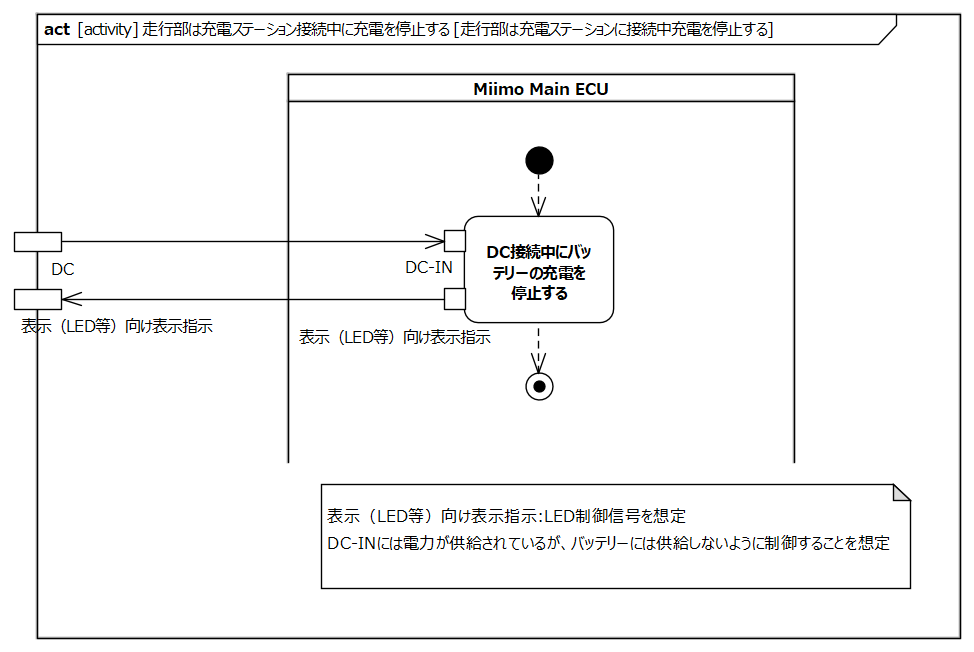 act [activity] 走行部は充電ステーション接続中に充電を停止する [走行部は充電ステーションに接続中充電を停止する]
Miimo Main ECU
DC接続中にバッ
テリーの充電を
停止する
DC
DC-IN
表示（LED等）向け表示指示
表示（LED等）向け表示指示
表示（LED等）向け表示指示:LED制御信号を想定
DC-INには電力が供給されているが、バッテリーには供給しないように制御することを想定